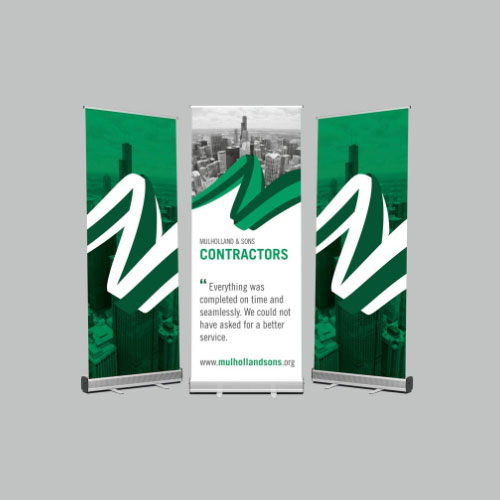 MULHOLLAND & SONS
CONTRACTORS
“ Everything was
completed on time and
seamlessly. We could not
have asked for a better
service.
www.mulhollandsons.org